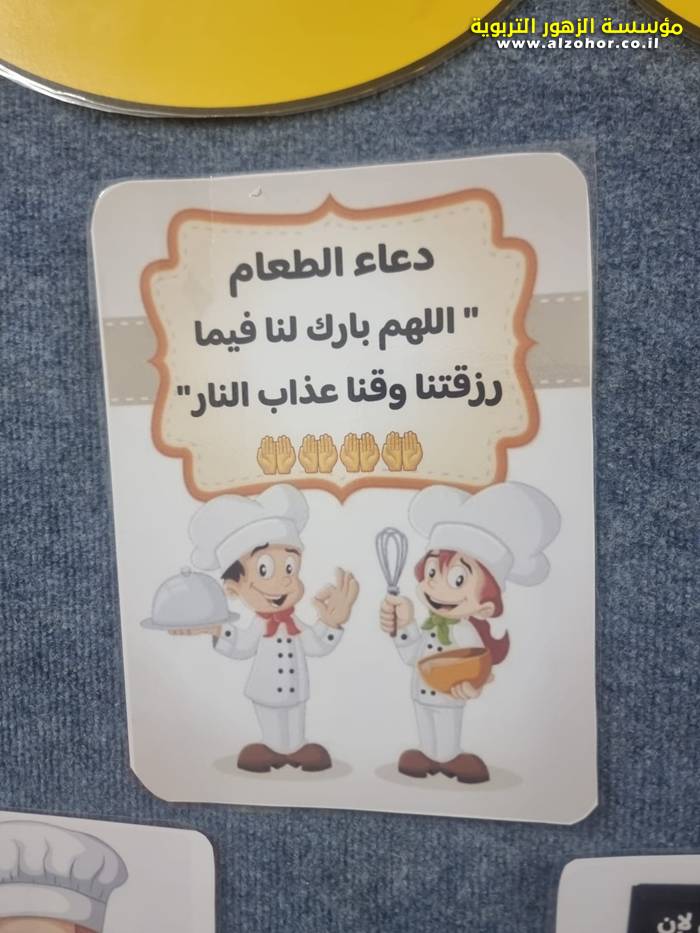 مؤسسة الزهور التربوية
www.alzohor.co.il
دعاء الطعام
" اللهم بارك لنا فيما
رزقتنا وقنا عذاب النار"
🤲🤲🤲🤲